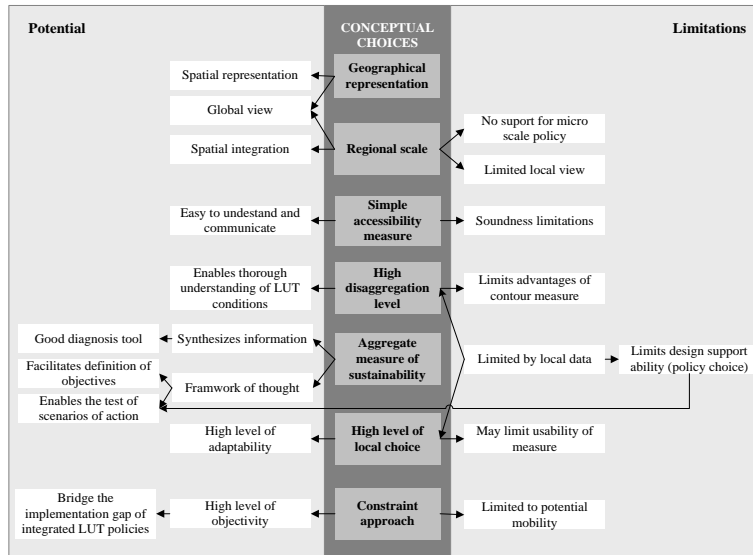 Potential
CONCEPTUAL
CHOICES
Limitations
Geographical
representation
Spatial representation
Global view
Regional scale
Spatial integration
No suport for micro
scale policy
Limited local view
Simple
accessibility
measure
Easy to undestand and
communicate
Soundness limitations
High
disaggregation
level
Enables thorough
understanding of LUT
conditions
Limits advantages of
contour measure
Aggregate
measure of
sustainability
Good diagnosis tool
Synthesizes information
Facilitates definition of
objectives
Framwork of thought
Enables the test of
scenarios of action
Limited by local data
Limits design support
ability (policy choice)
High level of
local choice
High level of
adaptability
May limit usability of
measure
Constraint
approach
Bridge the
implementation gap of
integrated LUT policies
High level of
objectivity
Limited to potential
mobility